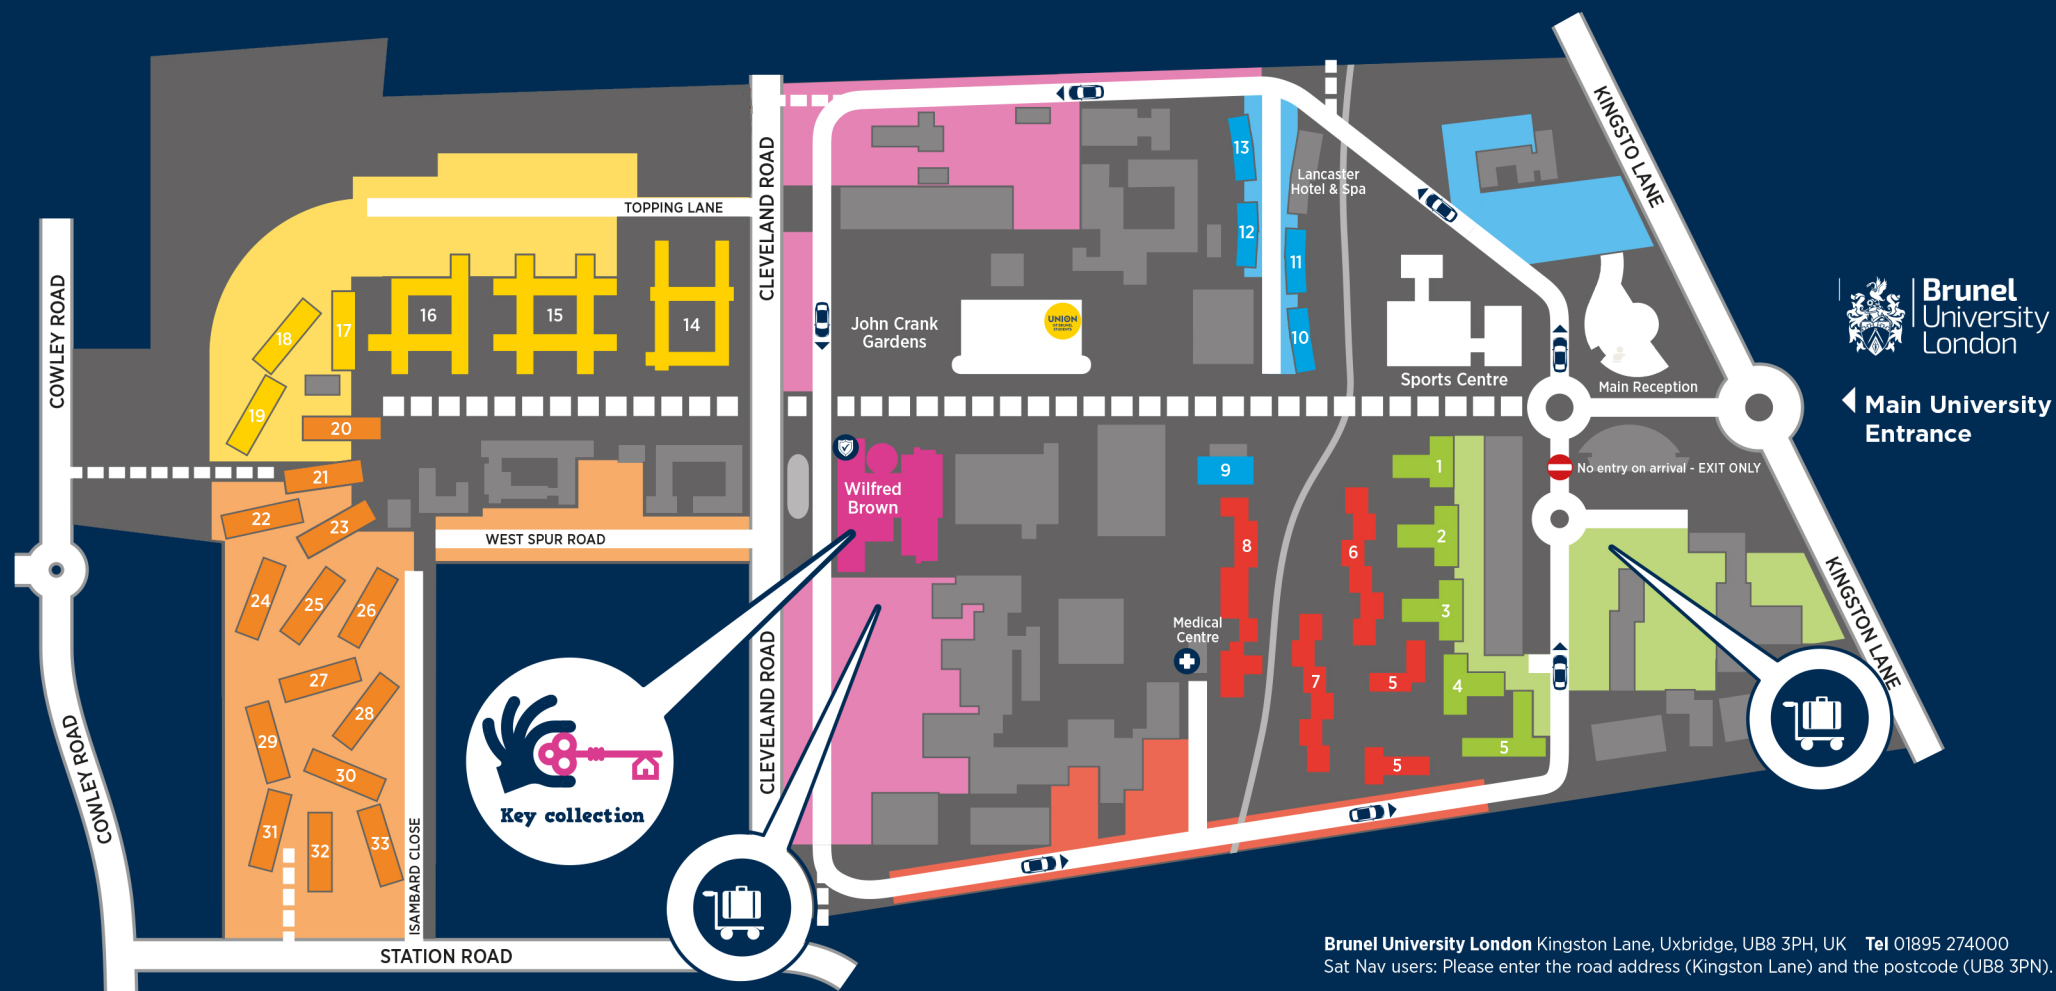 KINGSTO LANE
CLEVELAND ROAD
TOPPING LANE
COWLEY ROAD
13
Lancaster
Hotel & Spa
12
11
10
16
15
14
17
18
19
20
John Crank
Gardens
UNION
OF BRUNEL
STUDENTS
Sports Centre
Main Reception
Brunel
University
London
Main University
Entrance
21
22
23
Wilfred
Brown
9
1
No entry on arrival - EXIT ONLY
WEST SPUR ROAD
8
6
2
3
24
25
26
KINGSTON LANE
Medical
Centre
27
28
29
30
31
32
33
7
5
4
5
5
CLEVELAND ROAD
COWLEY ROAD
Key collection
ISAMBARD CLOSE
STATION ROAD
Brunel University London Kingston Lane, Uxbridge, UB8 3PH, UK Tel 01895 274000
Sat Nav users: Please enter the road address (Kingston Lane) and the postcode (UB8 3PN).